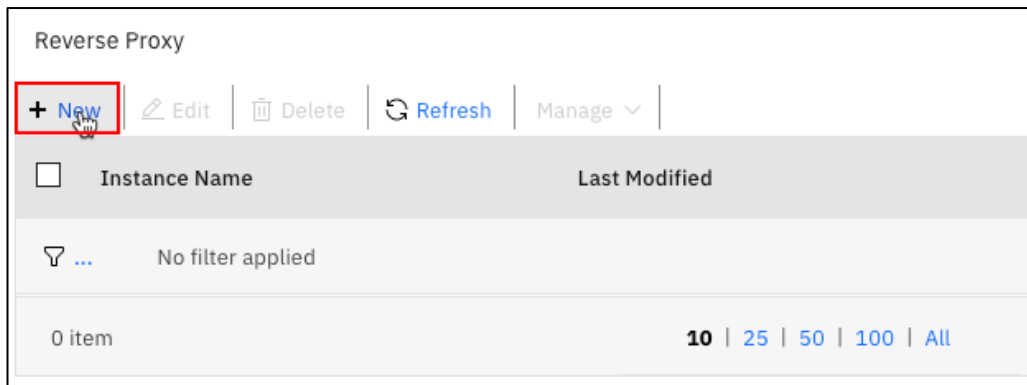 Reverse Proxy
+ New Edit Delete Refresh Manage
Instance Name Last Modified
... No filter applied
0 item 10 | 25 | 50 | 100 | All